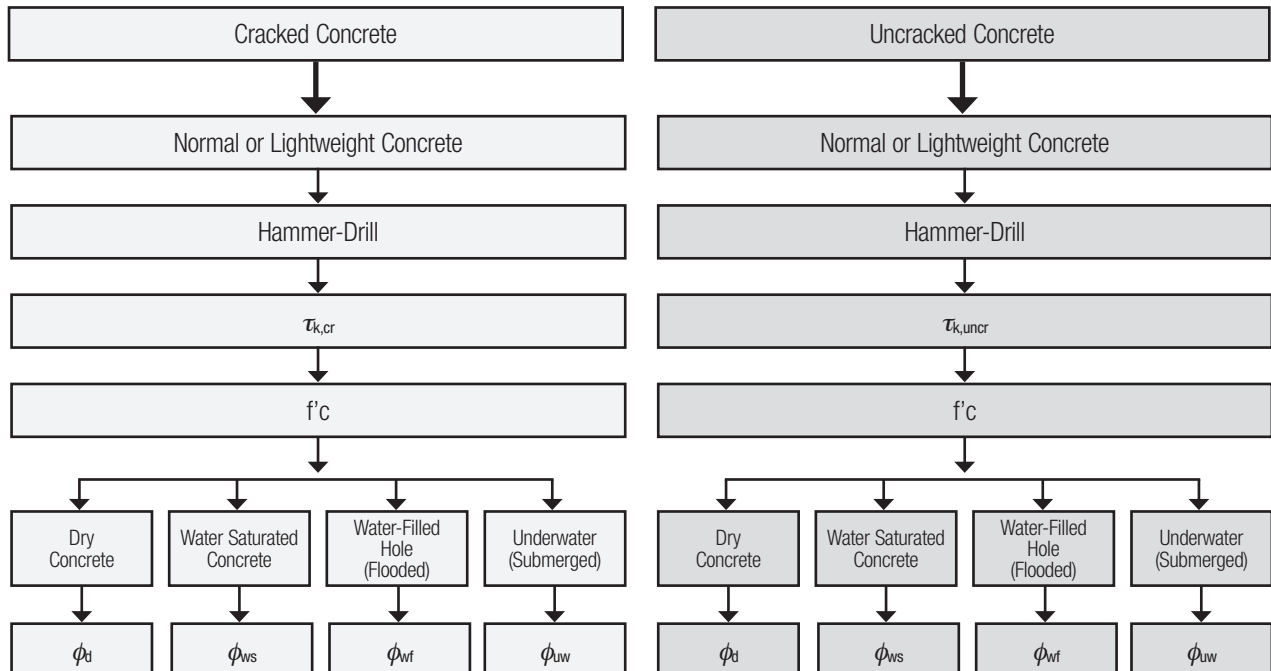 Cracked Concrete
Normal or Lightweight Concrete
Hammer-Drill
τk,cr
f'c
Dry
Concrete
Water Saturated
Concrete
Water-Filled
Hole
(Flooded)
Underwater
(Submerged)
ϕd
ϕws
ϕwf
ϕuw
Uncracked Concrete
Normal or Lightweight Concrete
Hammer-Drill
τk,uncr
f'c
Dry
Concrete
Water Saturated
Concrete
Water-Filled
Hole
(Flooded)
Underwater
(Submerged)
ϕd
ϕws
ϕwf
ϕuw